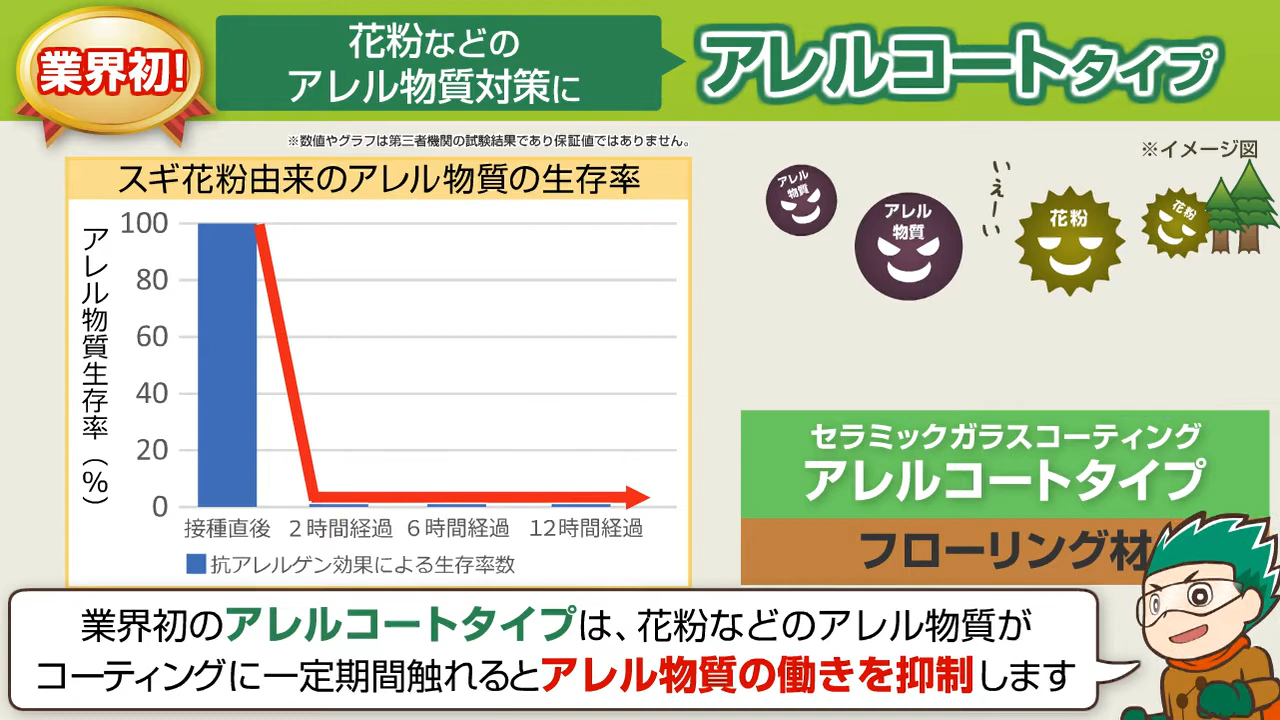 業界初!
花粉などの
アレル物質対策に
アレルコートタイプ
※数値やグラフは第三者機関の試験結果であり保証値ではありません。
※イメージ図
スギ花粉由来のアレル物質の生存率
アレル物質生存率(%)
100
80
60
40
20
0
接種直後 2時間経過 6時間経過 12時間経過
抗アレルゲン効果による生存率数
アレル
物質
アレル
物質
いぇーい
花粉
花粉
セラミックガラスコーティング
アレルコートタイプ
フローリング材
業界初のアレルコートタイプは、花粉などのアレル物質が
コーティングに一定期間触れるとアレル物質の働きを抑制します